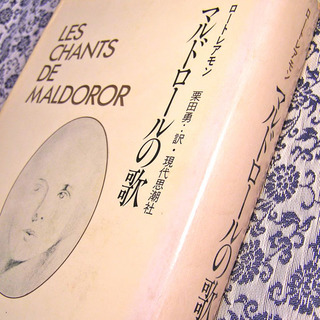 LES
CHANTS
DE
MALDOROR
ロートレアモン
マルドロールの歌
栗田勇・訳・現代思潮社
ロートレアモン
マルドロールの歌